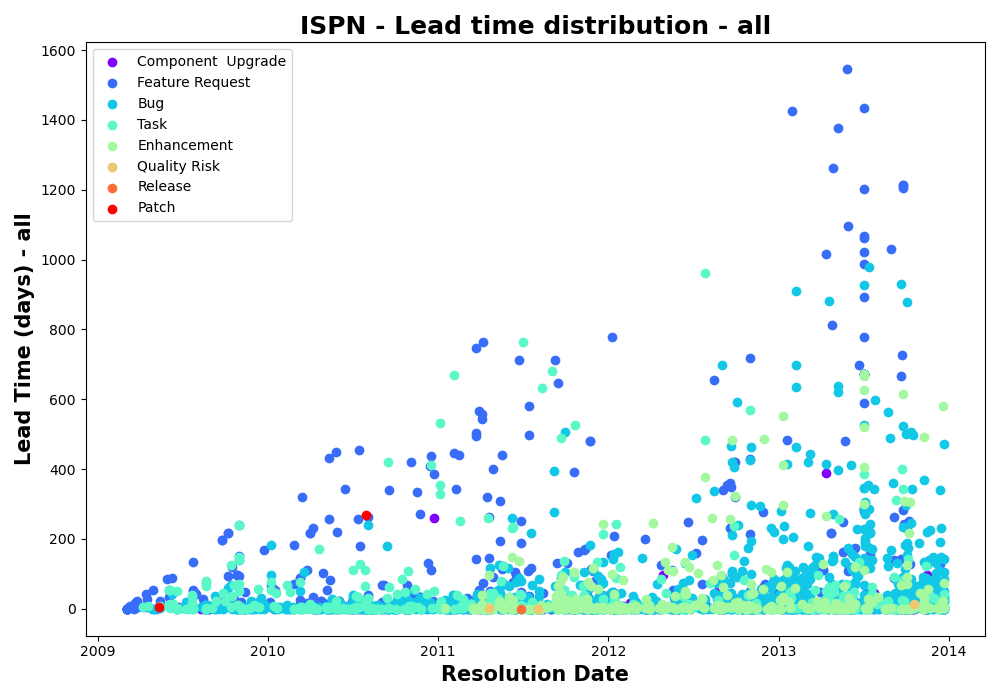 ISPN - Lead time distribution - all
Component  Upgrade
Feature Request
Bug
Task
Enhancement
Quality Risk
Release
Patch
Lead Time (days) - all
1600
1400
1200
1000
800
600
400
200
0
2009
2010
2011
2012
2013
2014
Resolution Date